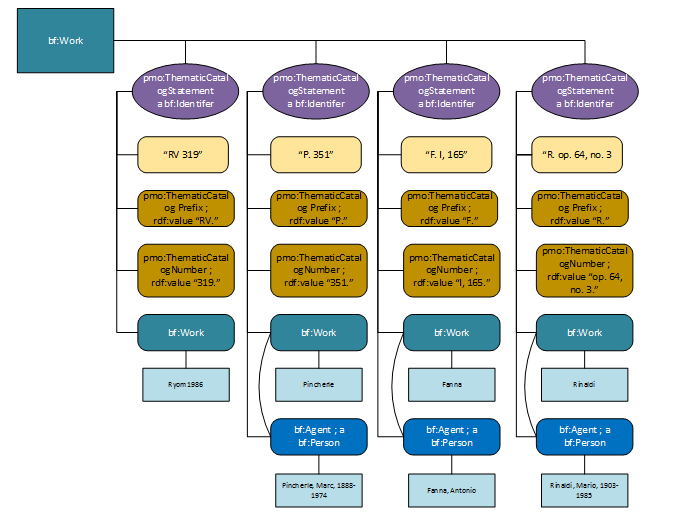 bf:Work
pmo:ThematicCatal
ogStatement
a bf:Identifer
pmo:ThematicCatal
ogStatement
a bf:Identifer
pmo:ThematicCatal
ogStatement
a bf:Identifer
pmo:ThematicCatal
ogStatement
a bf:Identifer
“RV 319”
“P. 351”
“F. I, 165”
“R. op. 64, no. 3
pmo:ThematicCatal
og Prefix ;
rdf:value “RV.”
pmo:ThematicCatal
og Prefix ;
rdf:value “P.”
pmo:ThematicCatal
og Prefix ;
rdf:value “F.”
pmo:ThematicCatal
og Prefix ;
rdf:value “R.”
pmo:ThematicCatal
ogNumber ;
rdf:value “319.”
pmo:ThematicCatal
ogNumber ;
rdf:value “351.”
pmo:ThematicCatal
ogNumber ;
rdf:value “I, 165.”
pmo:ThematicCatal
ogNumber ;
rdf:value “op. 64,
no. 3.”
bf:Work
bf:Work
bf:Work
bf:Work
Ryom 1986
Pincherle
Fanna
Rinaldi
bf:Agent ; a
bf:Person
bf:Agent ; a
bf:Person
bf:Agent ; a
bf:Person
Pincherle, Marc, 1888-
1974
Fanna, Antonio
Rinaldi, Mario, 1903-
1985